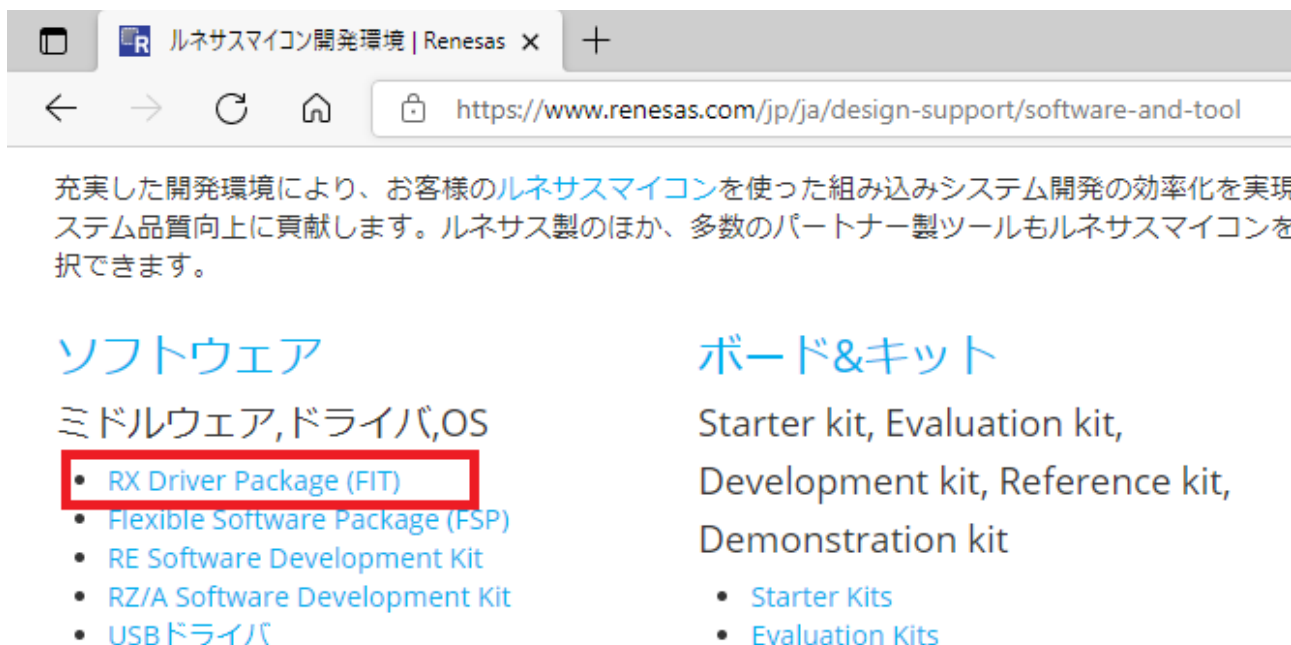 ルネサスマイコン開発環境 | Renesas
https://www.renesas.com/jp/ja/design-support/software-and-tool
充実した開発環境により、お客様のルネサスマイコンを使った組み込みシステム開発の効率化を実現
ステム品質向上に貢献します。ルネサス製のほか、多数のパートナー製ツールもルネサスマイコンを
択できます。
ソフトウェア
ミドルウェア,ドライバ,OS
• RX Driver Package (FIT)
• Flexible Software Package (FSP)
• RE Software Development Kit
• RZ/A Software Development Kit
• USBドライバ
ボード&キット
Starter kit, Evaluation kit,
Development kit, Reference kit,
Demonstration kit
• Starter Kits
• Evaluation Kits